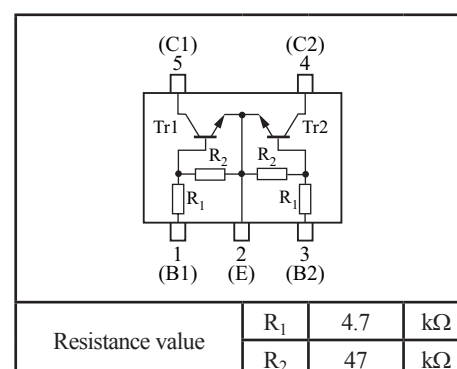 (C1) (C2)
5 4
Tr1 Tr2
R2 R2
R1 R1
1 2 3
(B1) (E) (B2)
Resistance value R1 4.7 kΩ
R2 47 kΩ